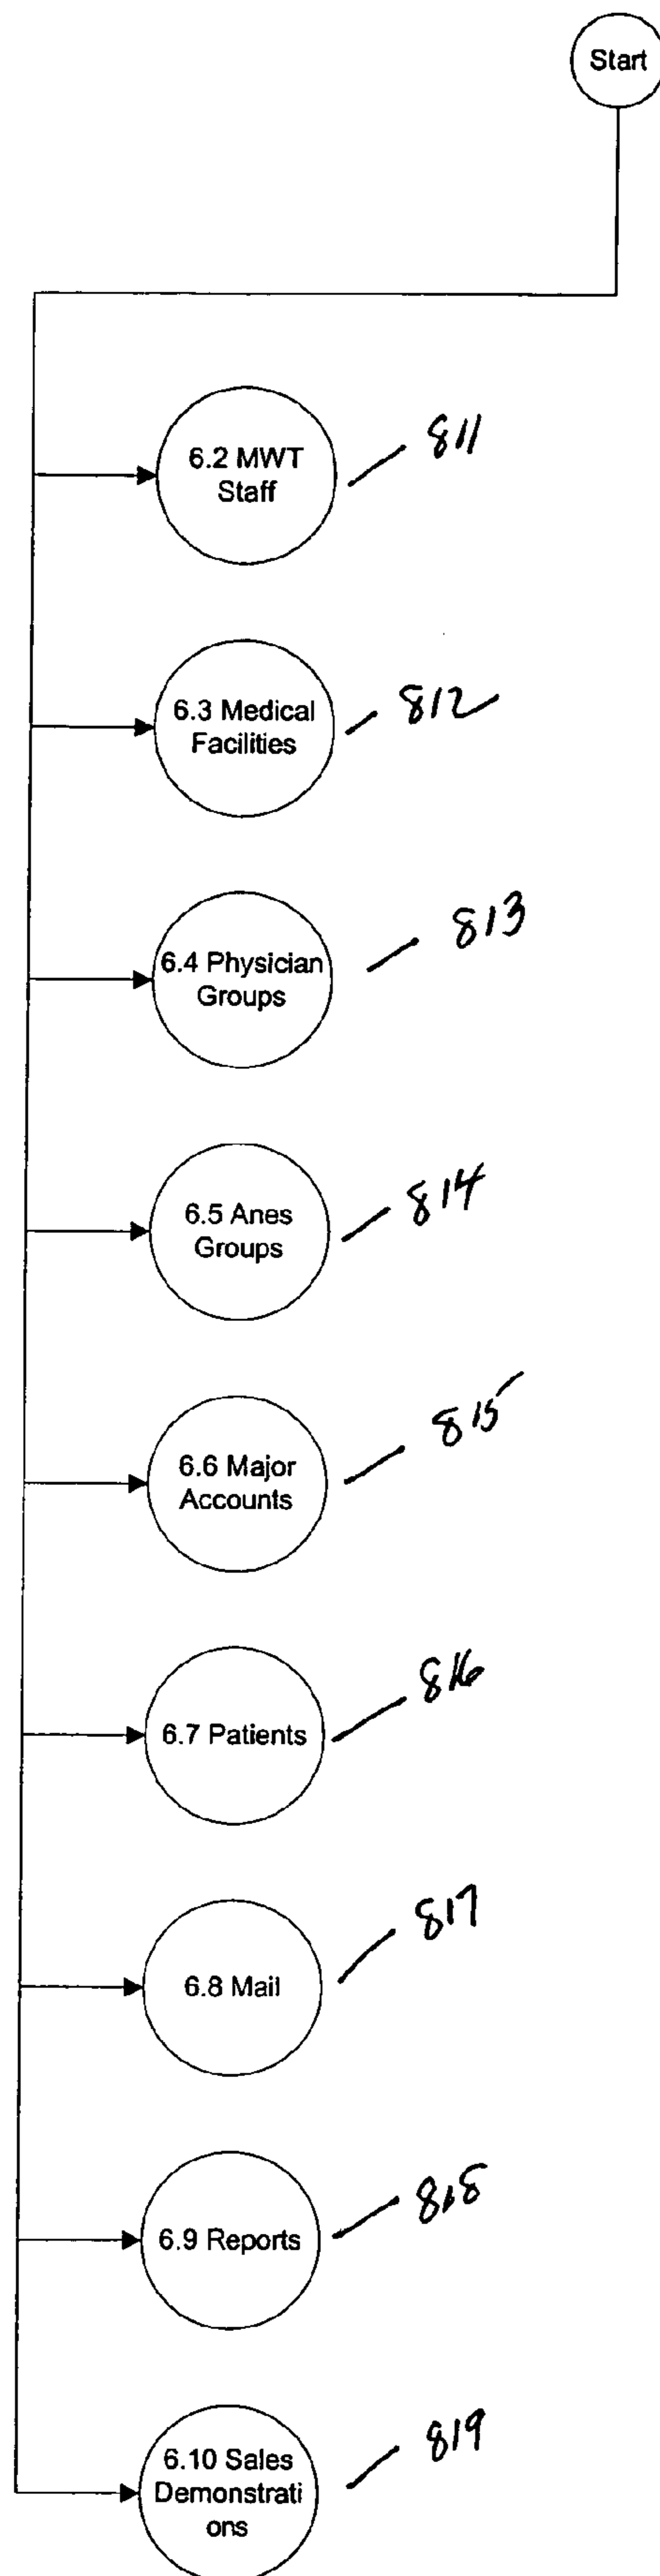 Start
6.2 MWT
Staff
811
6.3 Medical
Facilities
812
6.4 Physician
Groups
813
6.5 Anes
Groups
814
6.6 Major
Accounts
815
6.7 Patients
816
6.8 Mail
817
6.9 Reports
818
6.10 Sales
Demonstrati
ons
819